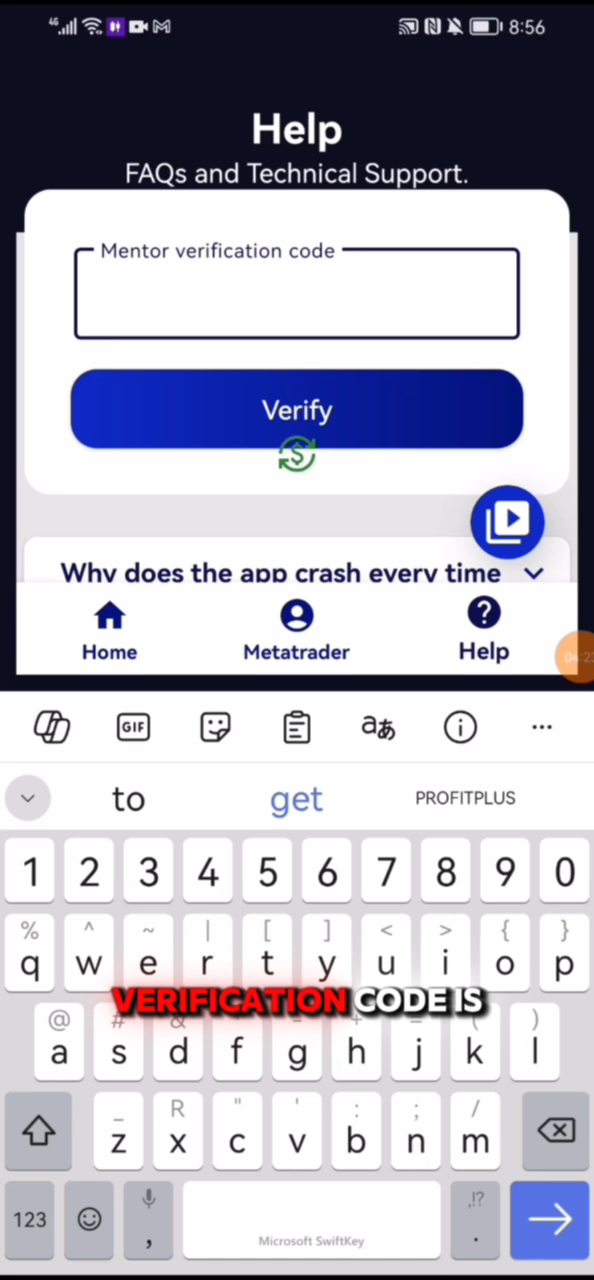 4G 8:56
Help
FAQs and Technical Support.
Mentor verification code
Verify
$
Why does the app crash every time
Home Metatrader Help
GIF
to get PROFITPLUS
1 2 3 4 5 6 7 8 9 0
% ^ ~ | [ ] < > { }
q w e r t y u i o p
VERIFICATION CODE IS
@ # & = + ( )
a s d f g h j k l
_ R " ' : ; /
z x c v b n m
123 , Microsoft SwiftKey ,!? .